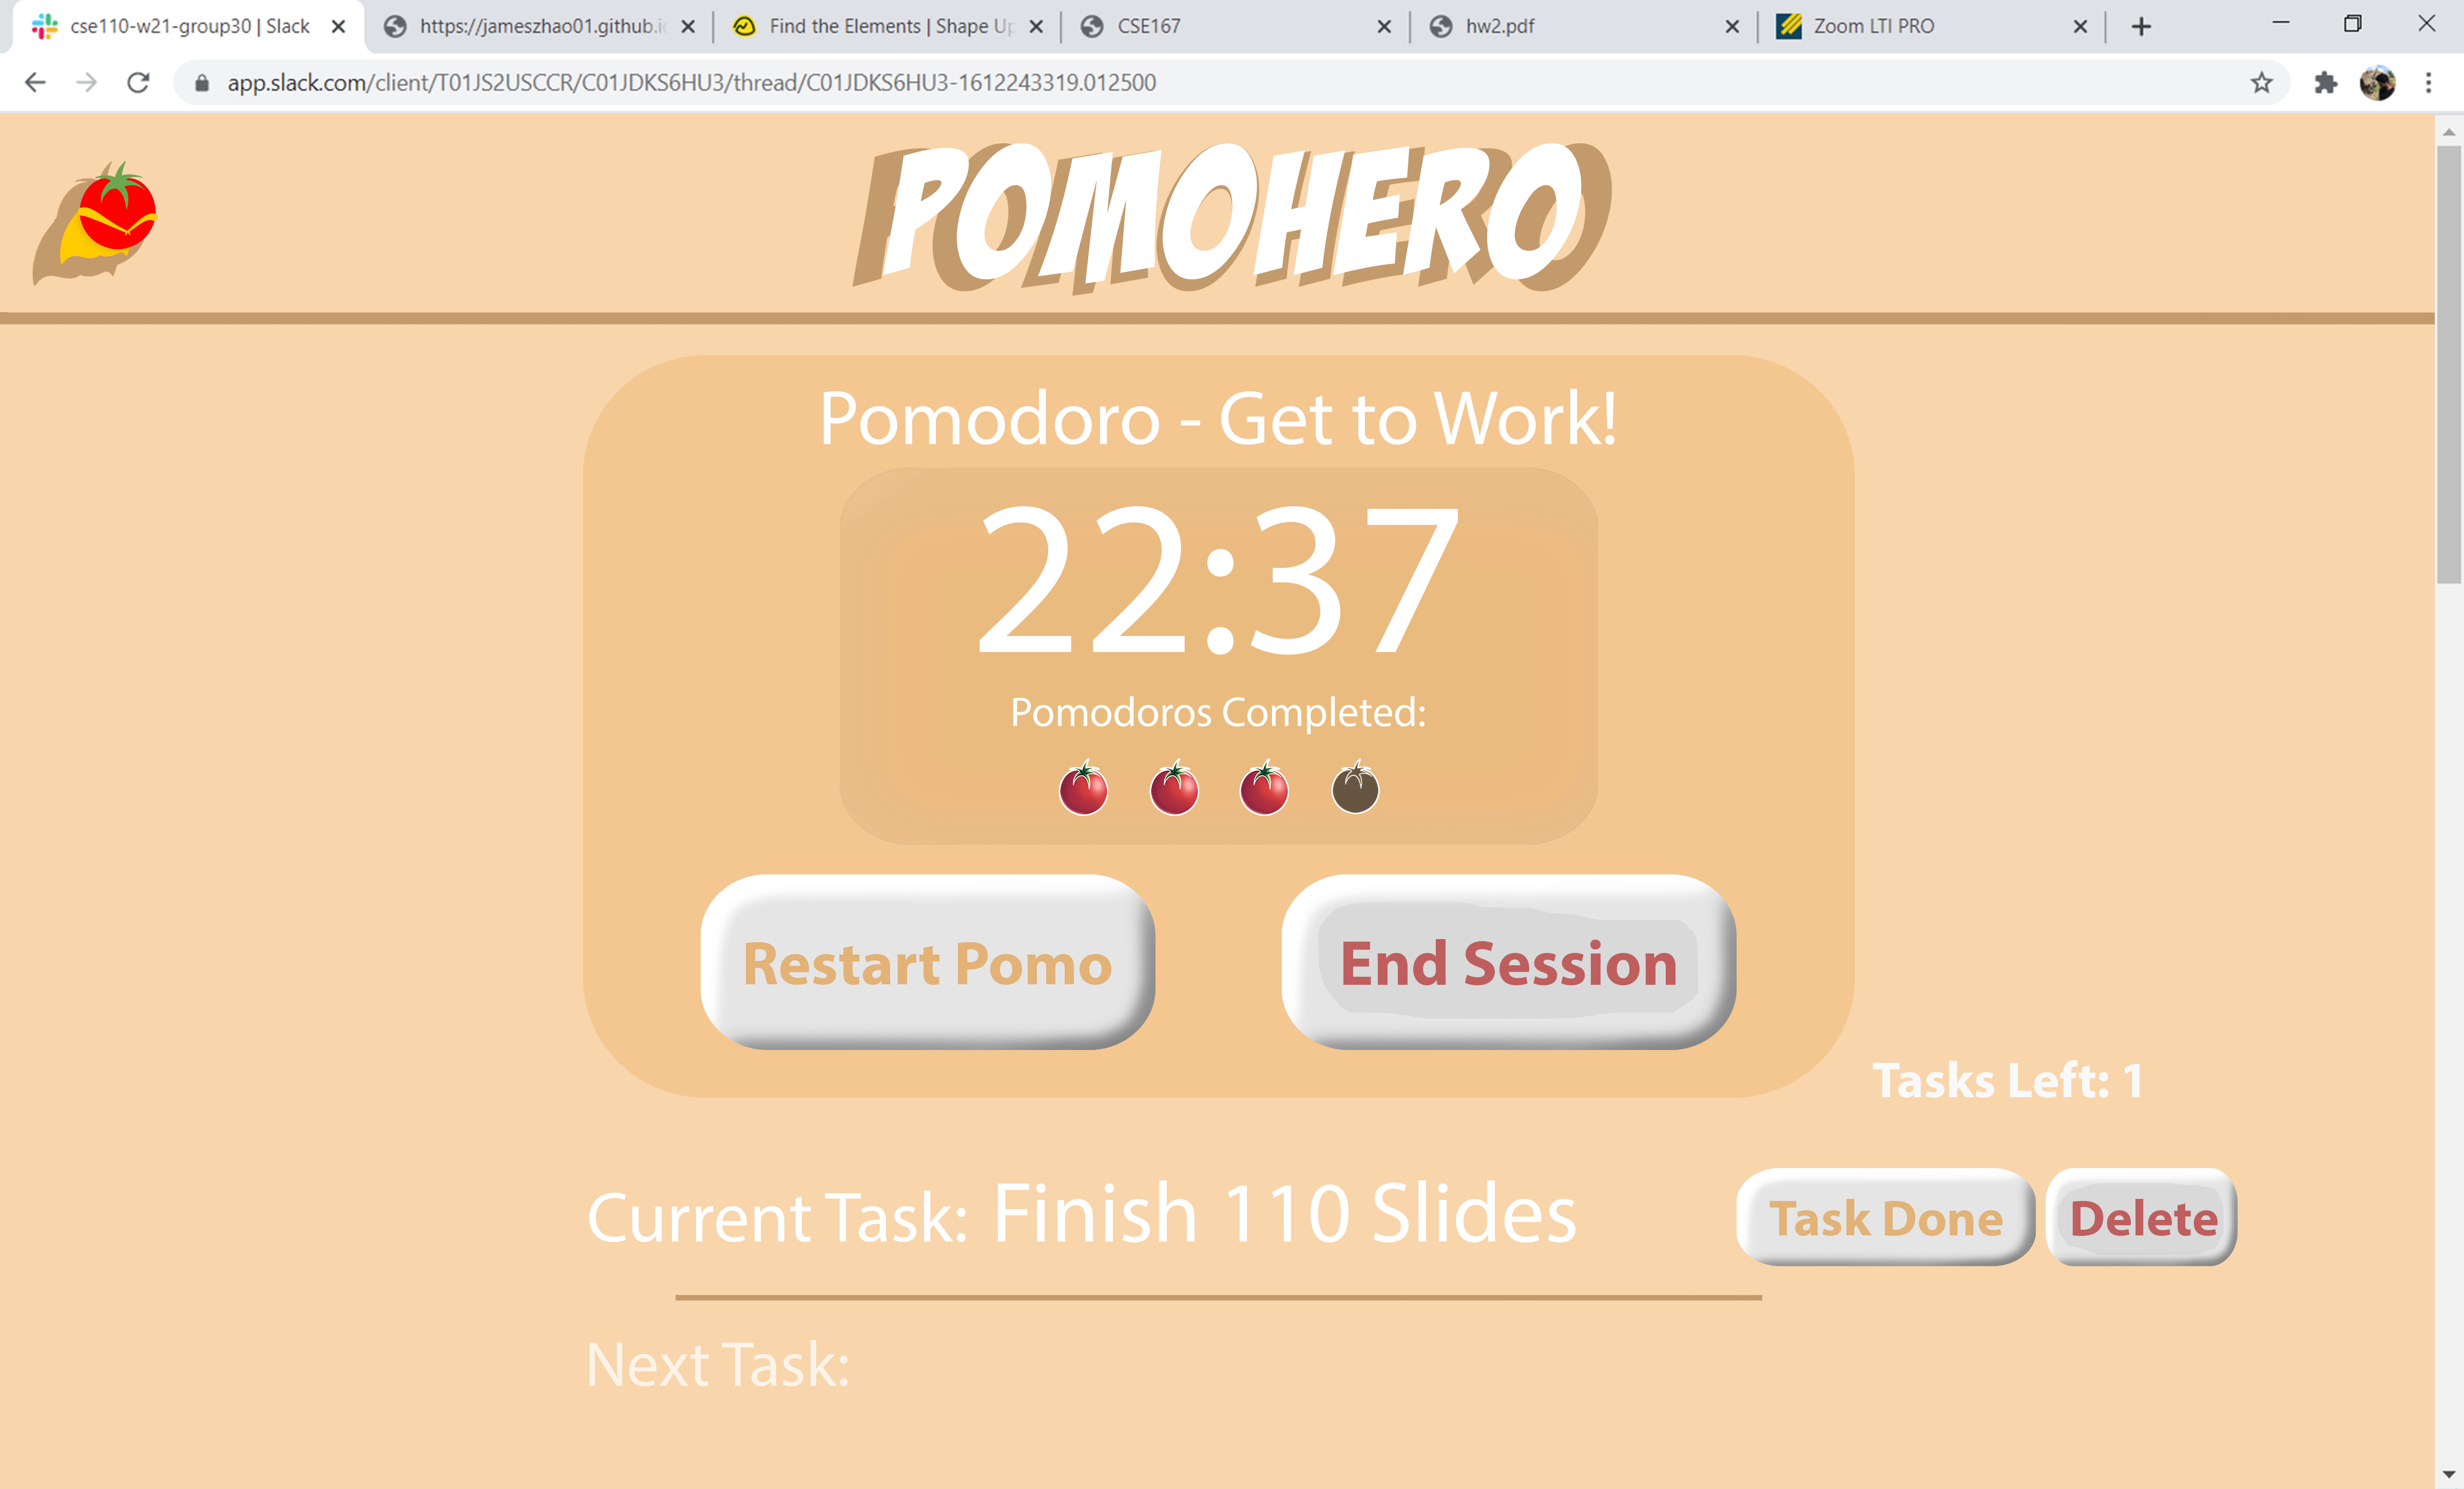 cse110-w21-group30 | Slack
https://jameszhao01.github.i
Find the Elements | Shape Up
CSE167
hw2.pdf
Zoom LTI PRO
app.slack.com/client/T01JS2USCCR/C01JDKS6HU3/thread/C01JDKS6HU3-1612243319.012500
POMOHERO
Pomodoro - Get to Work!
22:37
Pomodoros Completed:
Restart Pomo
End Session
Tasks Left: 1
Current Task: Finish 110 Slides
Task Done
Delete
Next Task: